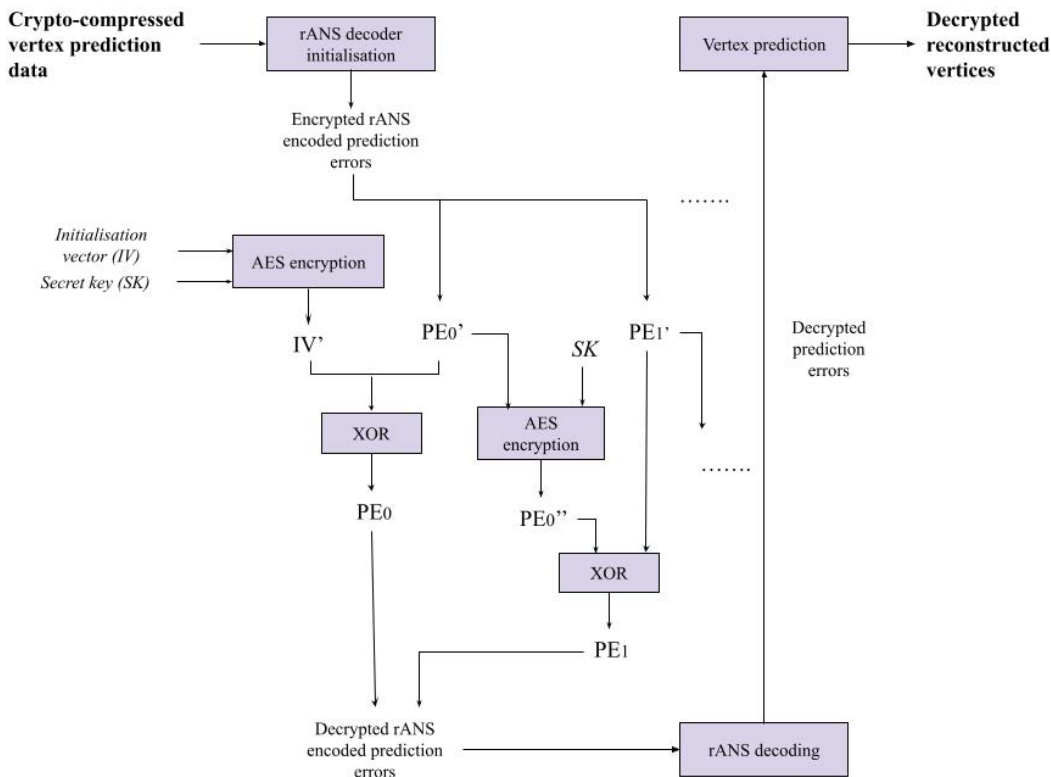 Crypto-compressed
vertex prediction
data
rANS decoder
initialisation
Vertex prediction
Decrypted
reconstructed
vertices
Encrypted rANS
encoded prediction
errors
.......
Initialisation
vector (IV)
Secret key (SK)
AES encryption
IV’
PE0’
SK
PE1’
Decrypted
prediction
errors
XOR
AES
encryption
.......
PE0
PE0’’
XOR
PE1
Decrypted rANS
encoded prediction
errors
rANS decoding